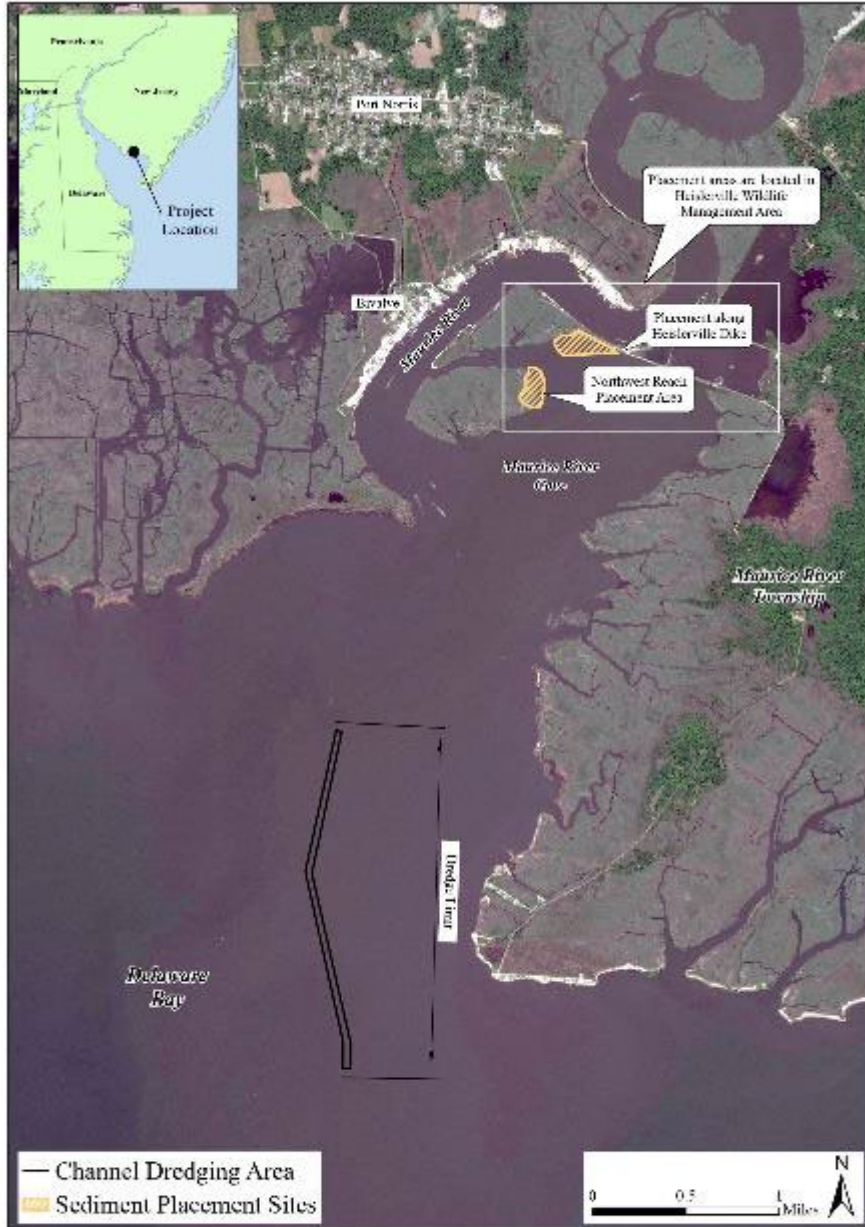 Pennsylvania
Maryland
New Jersey
Delaware
Project
Location
Port Norris
Placement areas are located in
Heislerville Wildlife
Management Area
Bivalve
Maurice River
Placement along
Heislerville Dike
Northwest Reach
Placement Area
Maurice River
Cove
Maurice River
Township
Dredge Limit
Delaware
Bay
Channel Dredging Area
Sediment Placement Sites
N
0
0.5
1
Miles